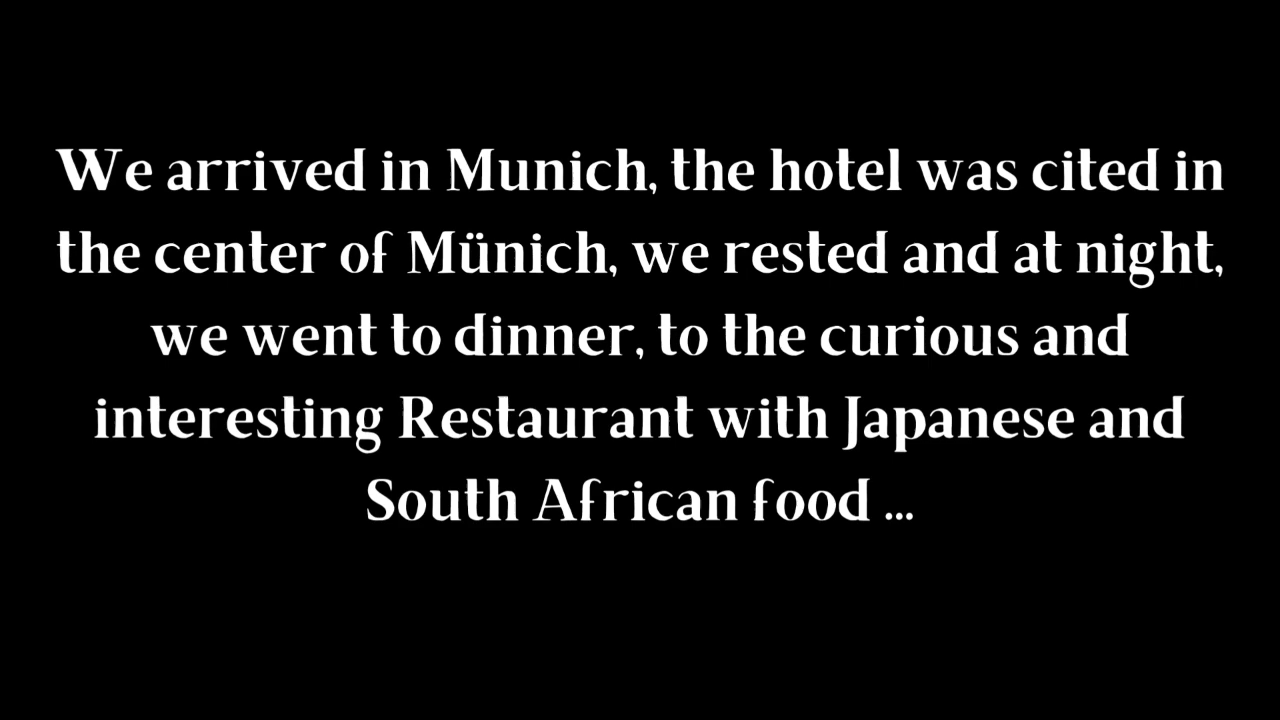 We arrived in Munich, the hotel was cited in
the center of Münich, we rested and at night,
we went to dinner, to the curious and
interesting Restaurant with Japanese and
South African food ...